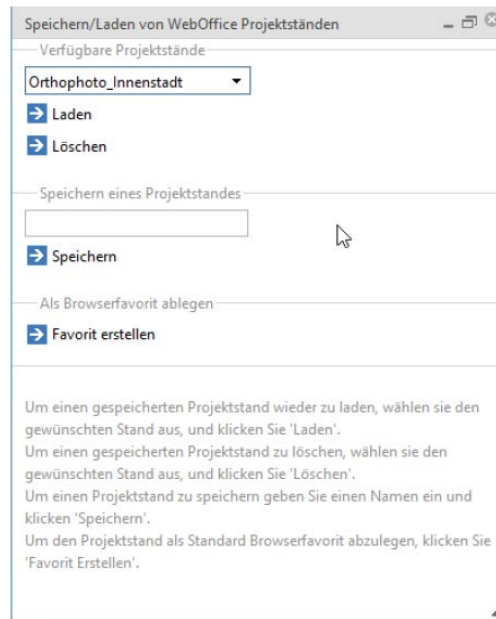 Speichern/Laden von WebOffice Projektständen
Verfügbare Projektstände
Orthophoto_Innenstadt
Laden
Löschen
Speichern eines Projektstandes
Speichern
Als Browserfavorit ablegen
Favorit erstellen
Um einen gespeicherten Projektstand wieder zu laden, wählen sie den
gewünschten Stand aus, und klicken Sie 'Laden'.
Um einen gespeicherten Projektstand zu löschen, wählen sie den
gewünschten Stand aus, und klicken Sie 'Löschen'.
Um einen Projektstand zu speichern geben Sie einen Namen ein und
klicken 'Speichern'.
Um den Projektstand als Standard Browserfavorit abzulegen, klicken Sie
'Favorit Erstellen'.